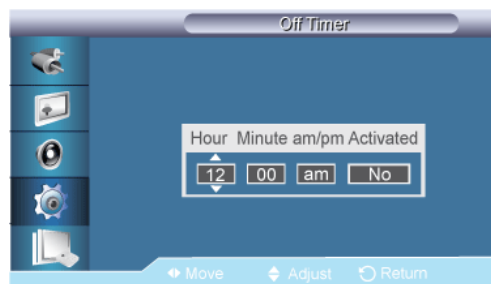 Off Timer
Hour Minute am/pm Activated
12 00 am No
Move Adjust Return